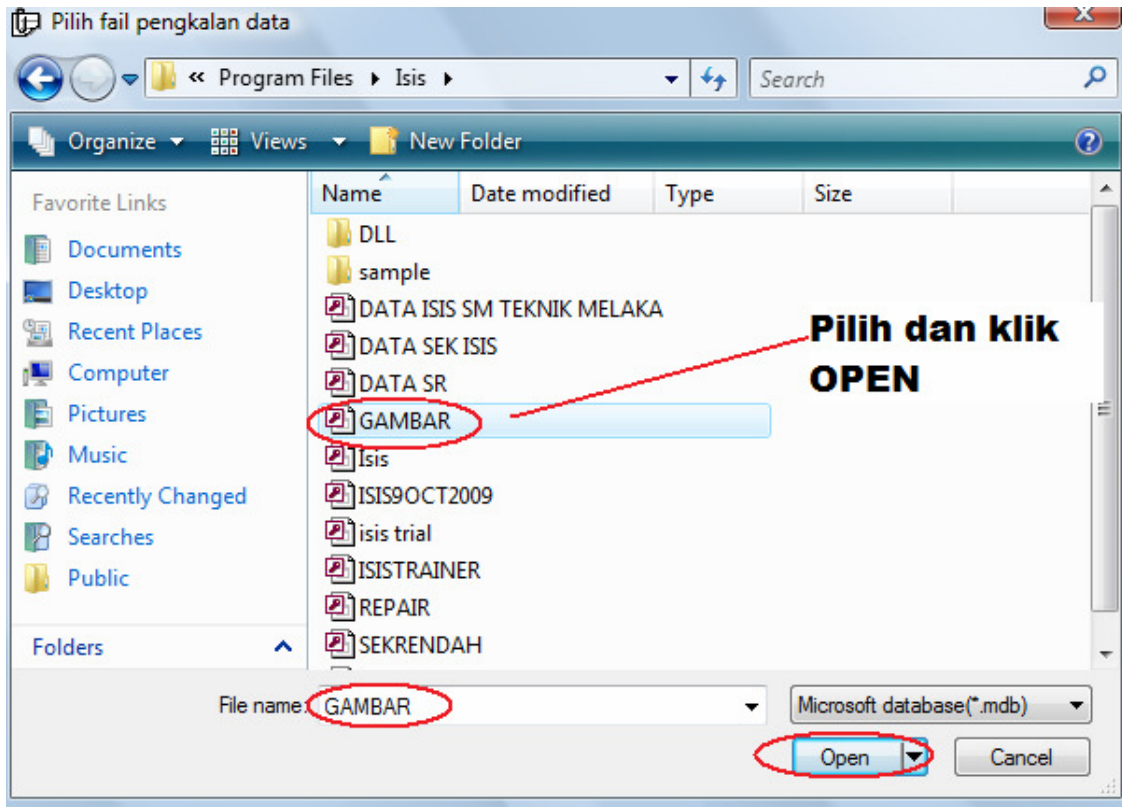 Pilih fail pengkalan data
« Program Files Isis
Search
Organize Views New Folder
Favorite Links
Documents
Desktop
Recent Places
Computer
Pictures
Music
Recently Changed
Searches
Public
Folders
Name Date modified Type Size
DLL
sample
DATA ISIS SM TEKNIK MELAKA
DATA SEK ISIS
DATA SR
GAMBAR
Isis
ISIS9OCT2009
isis trial
ISISTRAINER
REPAIR
SEKRENDAH
Pilih dan klik
OPEN
File name: GAMBAR Microsoft database(*.mdb)
Open Cancel